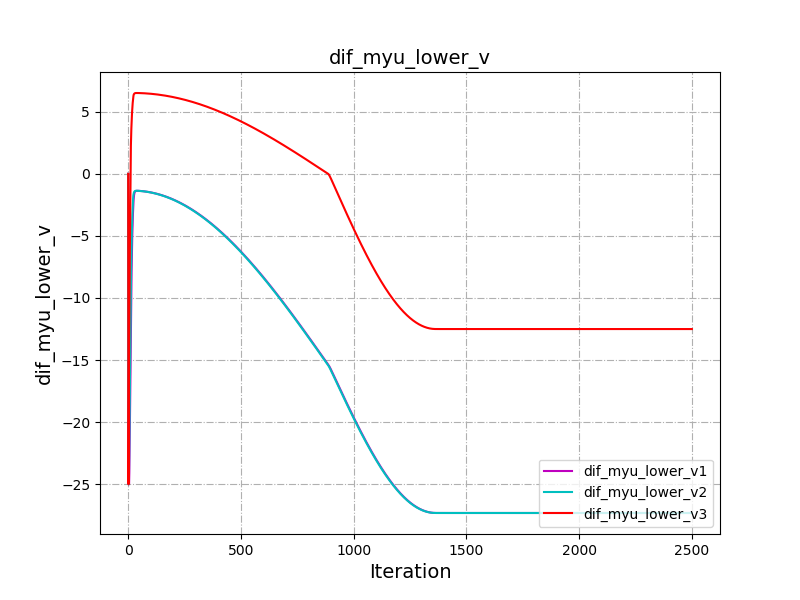 dif_myu_lower_v
dif_myu_lower_v
5
0
−5
−10
−15
−20
−25
dif_myu_lower_v1
dif_myu_lower_v2
dif_myu_lower_v3
0
500
1000
1500
2000
2500
Iteration